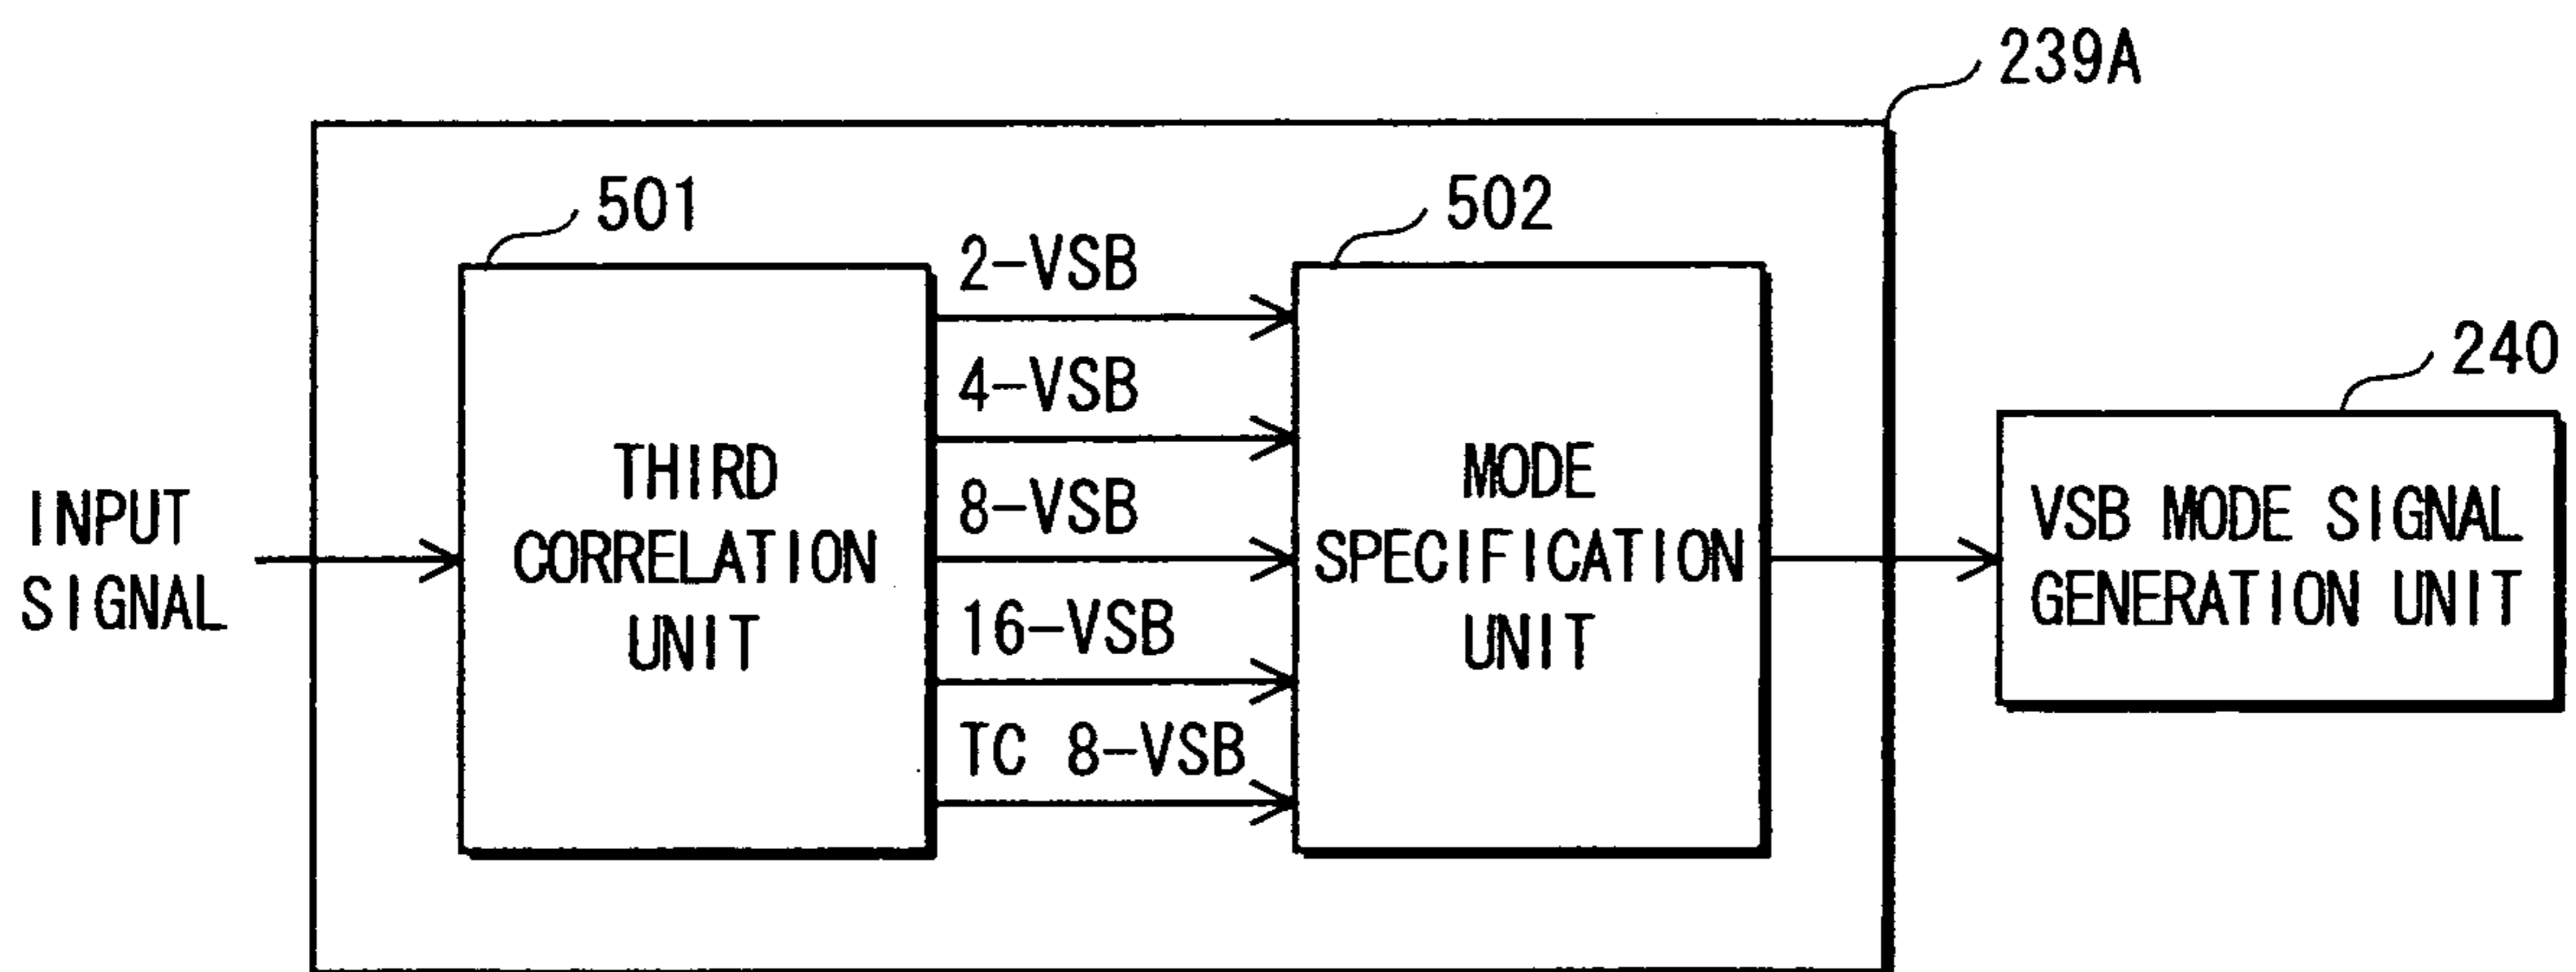 239A
501
502
2-VSB
4-VSB
240
THIRD
CORRELATION
UNIT
8-VSB
MODE
SPECIFICATION
UNIT
INPUT
SIGNAL
VSB MODE SIGNAL
GENERATION UNIT
16-VSB
TC 8-VSB